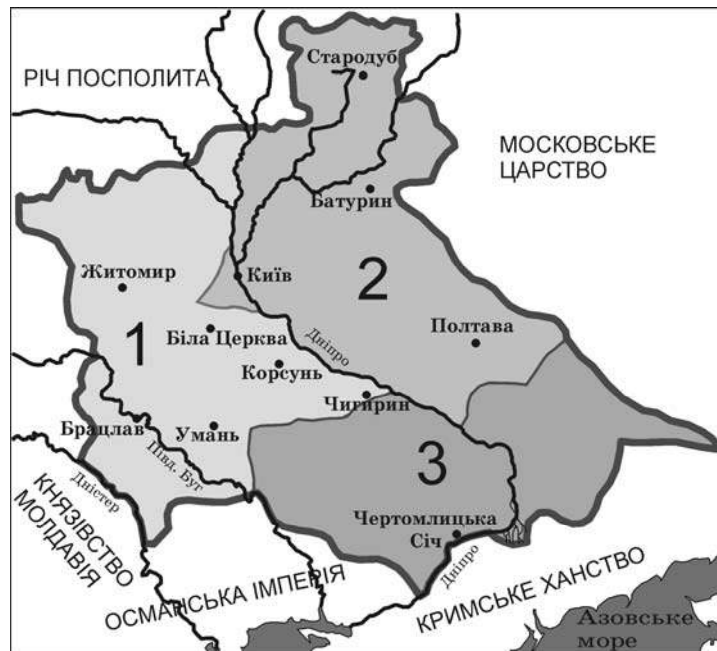 Стародуб
РІЧ ПОСПОЛИТА
МОСКОВСЬКЕ
ЦАРСТВО
Батурин
Житомир
Київ
2
1
Біла Церква
Дніпро
Полтава
Корсунь
Чигирин
Брацлав
Умань
Півд. Буг
3
Дністер
КНЯЗІВСТВО
МОЛДАВІЯ
Чертомлицька
Січ
Дніпро
ОСМАНСЬКА ІМПЕРІЯ
КРИМСЬКЕ ХАНСТВО
Азовське
море